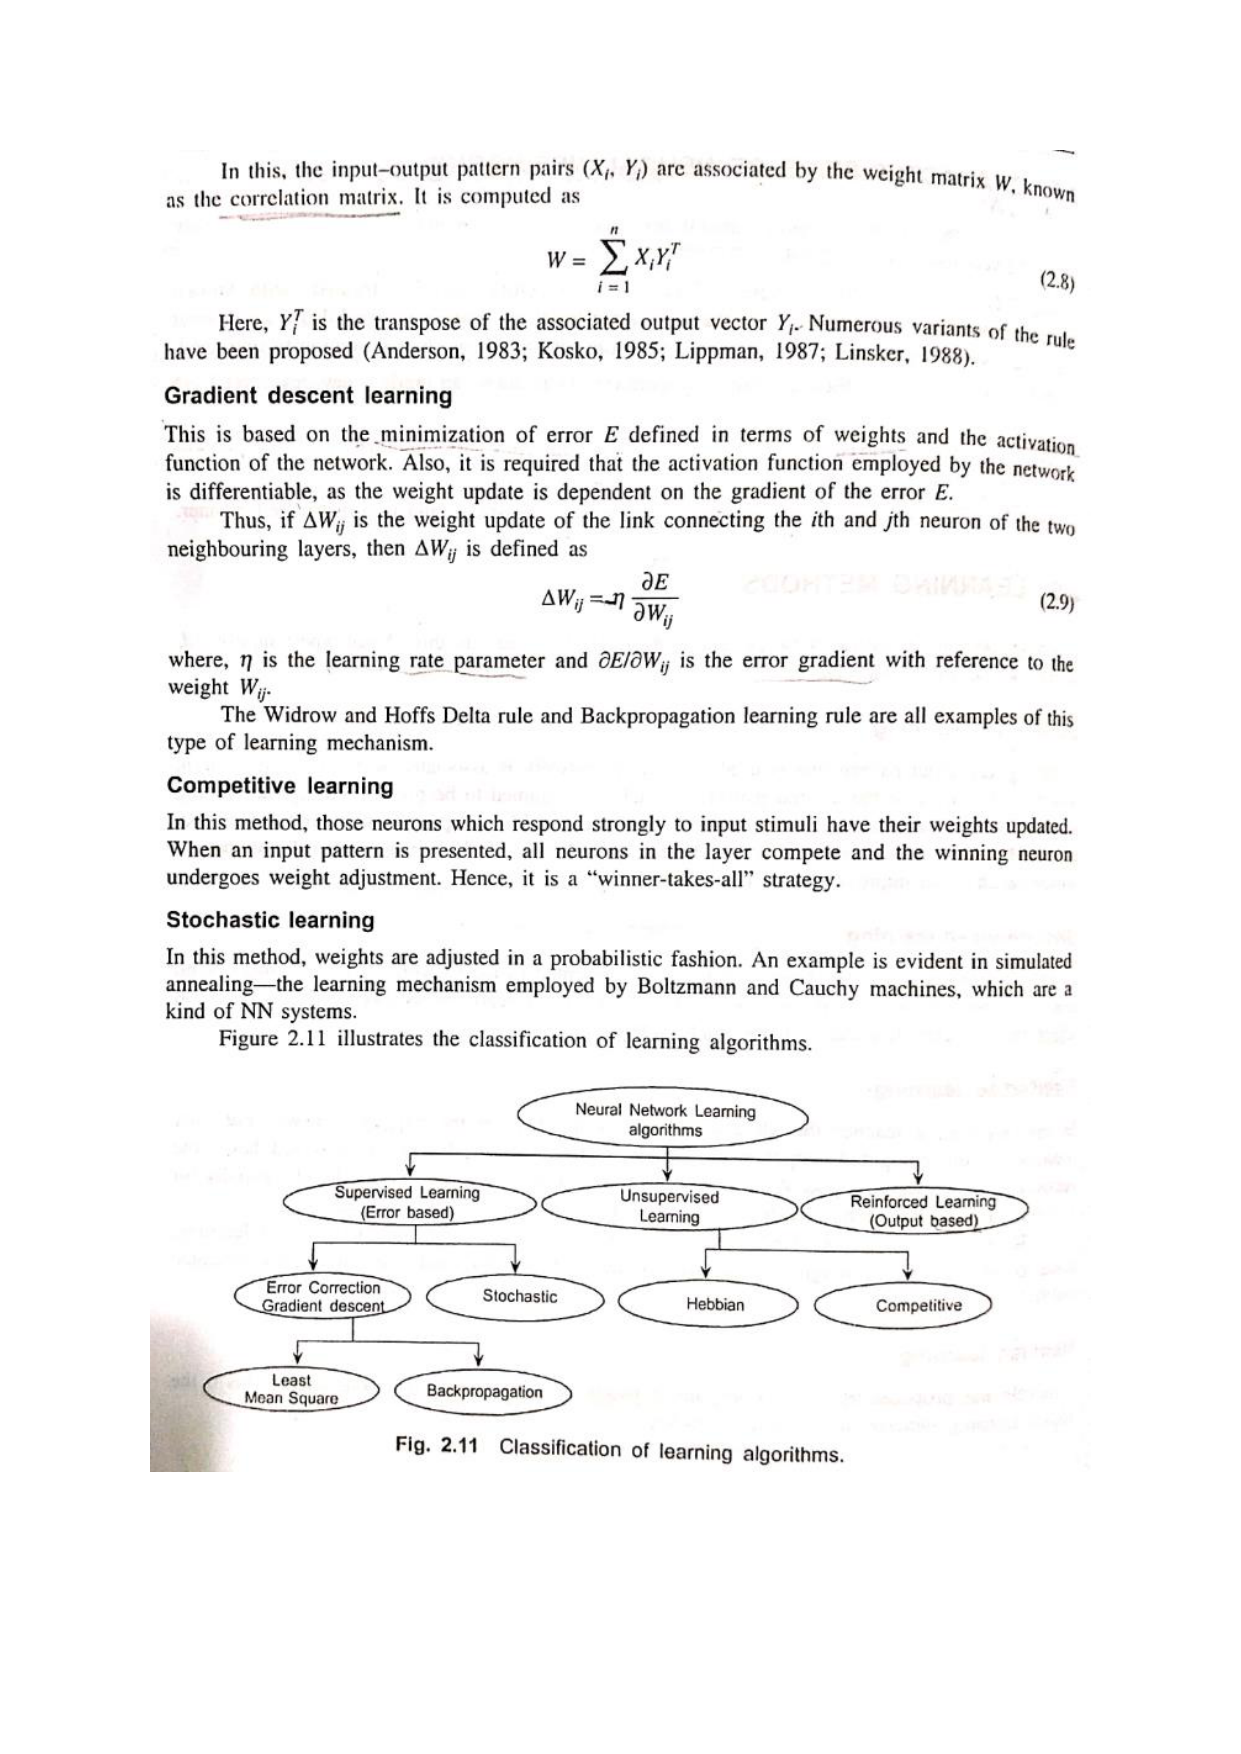 In this, the input–output pattern pairs (Xi, Yi) are associated by the weight matrix W, known
as the correlation matrix. It is computed as
W = n ∑ i = 1 XiYi^T
(2.8)
Here, Yi^T is the transpose of the associated output vector Yi. Numerous variants of the rule
have been proposed (Anderson, 1983; Kosko, 1985; Lippman, 1987; Linsker, 1988).
Gradient descent learning
This is based on the minimization of error E defined in terms of weights and the activation
function of the network. Also, it is required that the activation function employed by the network
is differentiable, as the weight update is dependent on the gradient of the error E.
Thus, if ΔWij is the weight update of the link connecting the ith and jth neuron of the two
neighbouring layers, then ΔWij is defined as
ΔWij = -η ∂E/∂Wij (2.9)
where, η is the learning rate parameter and ∂E/∂Wij is the error gradient with reference to the
weight Wij.
The Widrow and Hoffs Delta rule and Backpropagation learning rule are all examples of this
type of learning mechanism.
Competitive learning
In this method, those neurons which respond strongly to input stimuli have their weights updated.
When an input pattern is presented, all neurons in the layer compete and the winning neuron
undergoes weight adjustment. Hence, it is a “winner-takes-all” strategy.
Stochastic learning
In this method, weights are adjusted in a probabilistic fashion. An example is evident in simulated
annealing—the learning mechanism employed by Boltzmann and Cauchy machines, which are a
kind of NN systems.
Figure 2.11 illustrates the classification of learning algorithms.
Neural Network Learning
algorithms
Supervised Learning
(Error based)
Unsupervised
Learning
Reinforced Learning
(Output based)
Error Correction
Gradient descent
Stochastic
Hebbian
Competitive
Least
Mean Square
Backpropagation
Fig. 2.11 Classification of learning algorithms.